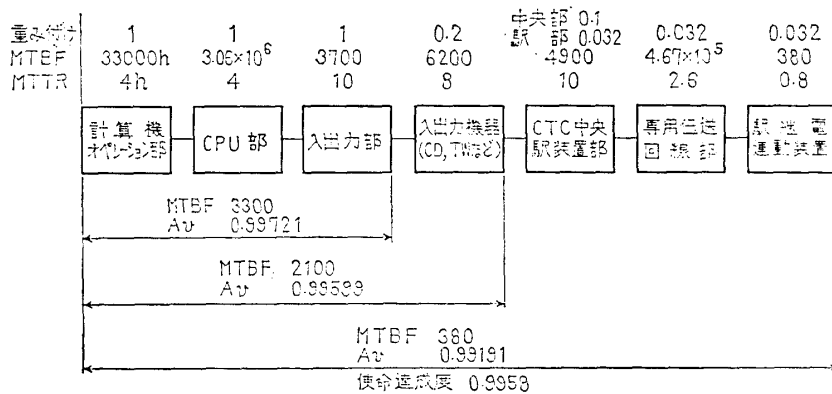 中央部 0.1
重み付け 1 1 1 0.2 駅 部 0.032 0.032 0.032
MTBF 33000h 3.06×10⁶ 3700 6200 4900 4.67×10⁵ 380
MTTR 4h 4 10 8 10 2.6 0.8
計算機 オペレーション部
CPU部
入出力部
入出力機器 (CD, TWなど)
CTC中央 駅装置部
専用伝送 回線部
駅継電 連動装置
MTBF 3300
Av 0.99721
MTBF 2100
Av 0.99599
MTBF 380
Av 0.99191
使命達成度 0.9958